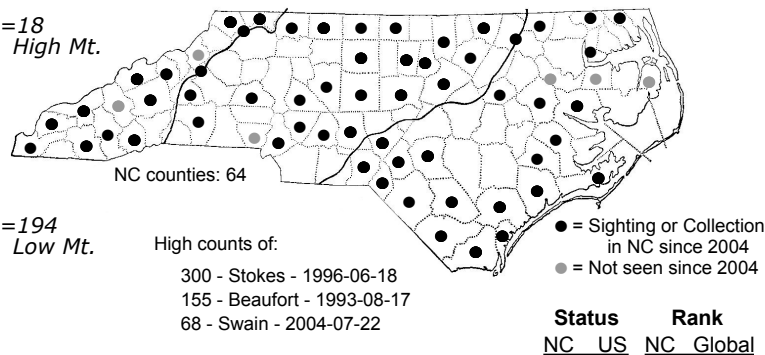 =18
High Mt.
NC counties: 64
=194
Low Mt.
High counts of:
300 - Stokes - 1996-06-18
155 - Beaufort - 1993-08-17
68 - Swain - 2004-07-22
● = Sighting or Collection
in NC since 2004
● = Not seen since 2004
Status Rank
NC US NC Global